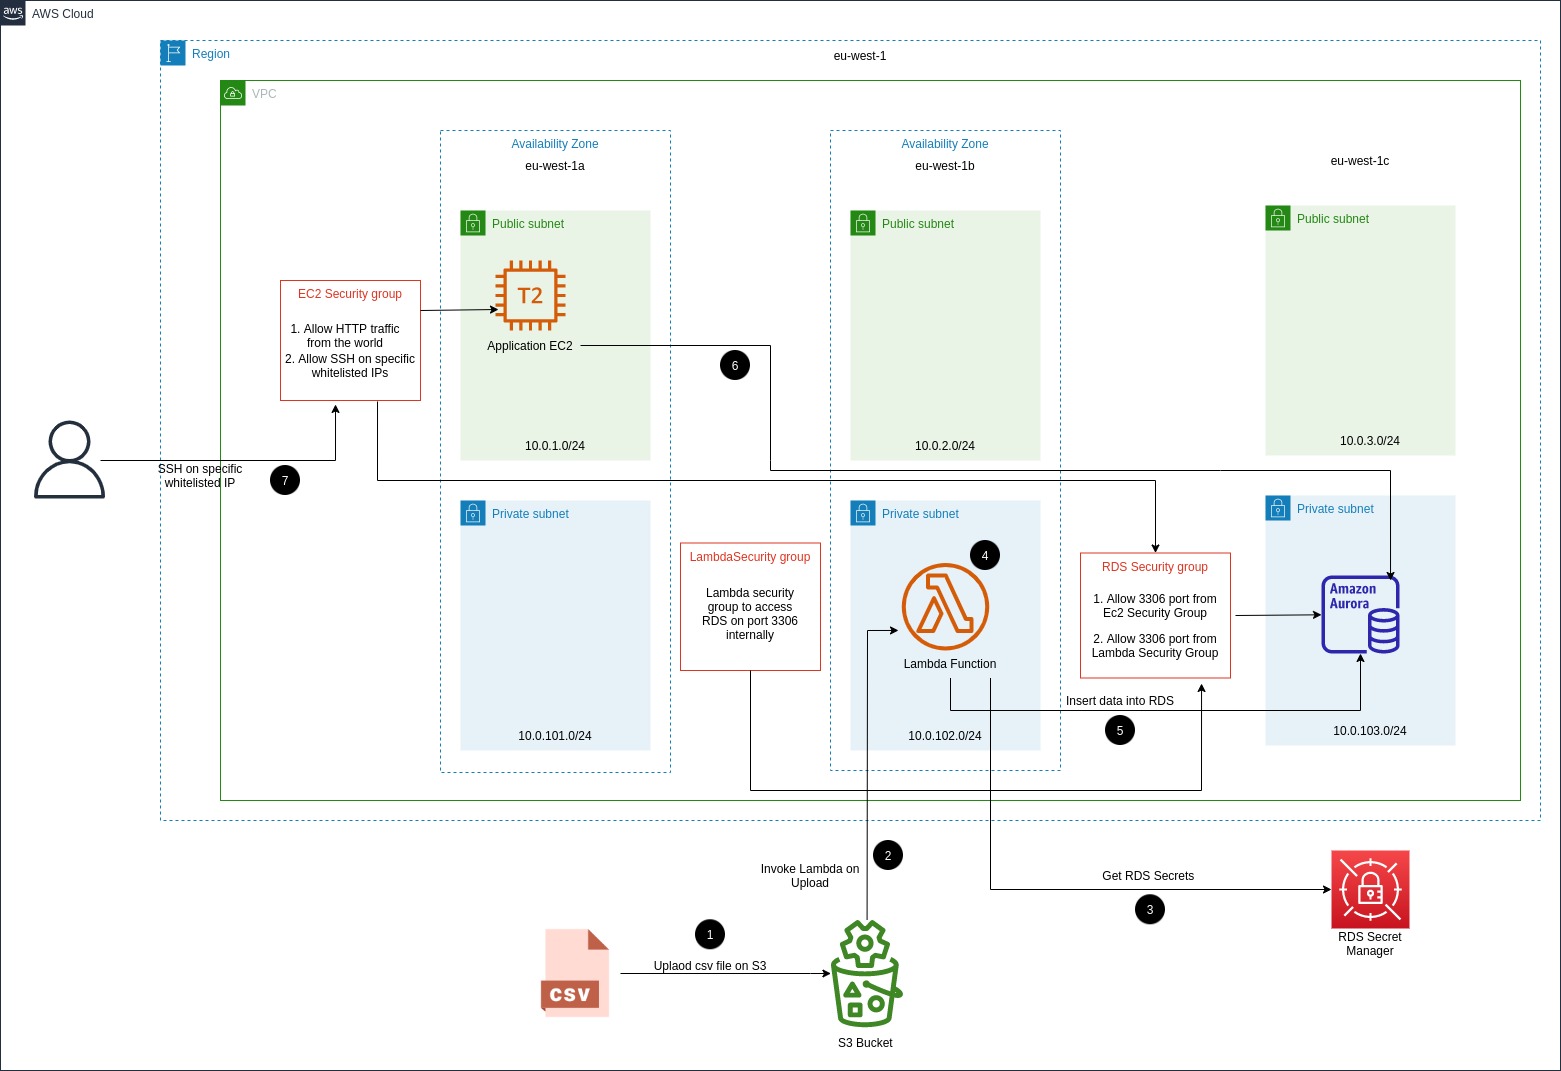 aws
AWS Cloud
Region
eu-west-1
VPC
Availability Zone
eu-west-1a
Availability Zone
eu-west-1b
eu-west-1c
Public subnet
Public subnet
Public subnet
EC2 Security group
1. Allow HTTP traffic
from the world
2. Allow SSH on specific
whitelisted IPs
T2
Application EC2
6
10.0.1.0/24
10.0.2.0/24
10.0.3.0/24
SSH on specific
whitelisted IP
7
Private subnet
Private subnet
Private subnet
LambdaSecurity group
Lambda security
group to access
RDS on port 3306
internally
4
Lambda Function
RDS Security group
1. Allow 3306 port from
Ec2 Security Group
2. Allow 3306 port from
Lambda Security Group
Amazon
Aurora
Insert data into RDS
5
10.0.101.0/24
10.0.102.0/24
10.0.103.0/24
2
Invoke Lambda on
Upload
Get RDS Secrets
3
RDS Secret
Manager
1
Uplaod csv file on S3
csv
S3 Bucket